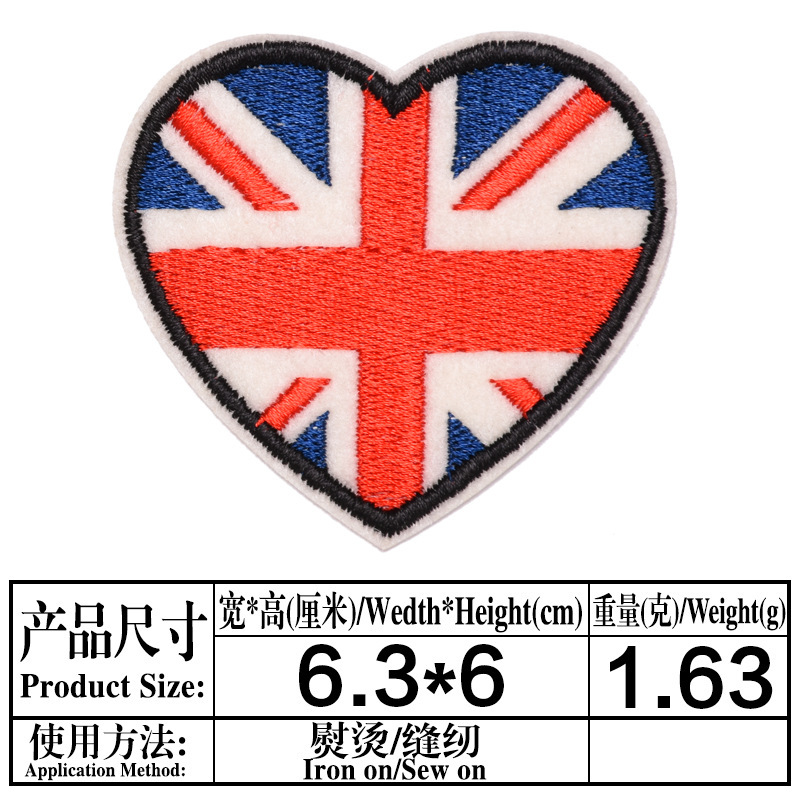 产品尺寸
Product Size:
宽*高(厘米)/Wedth*Height(cm)
重量(克)/Weight(g)
6.3*6
1.63
使用方法:
Application Method:
熨烫/缝纫
Iron on/Sew on